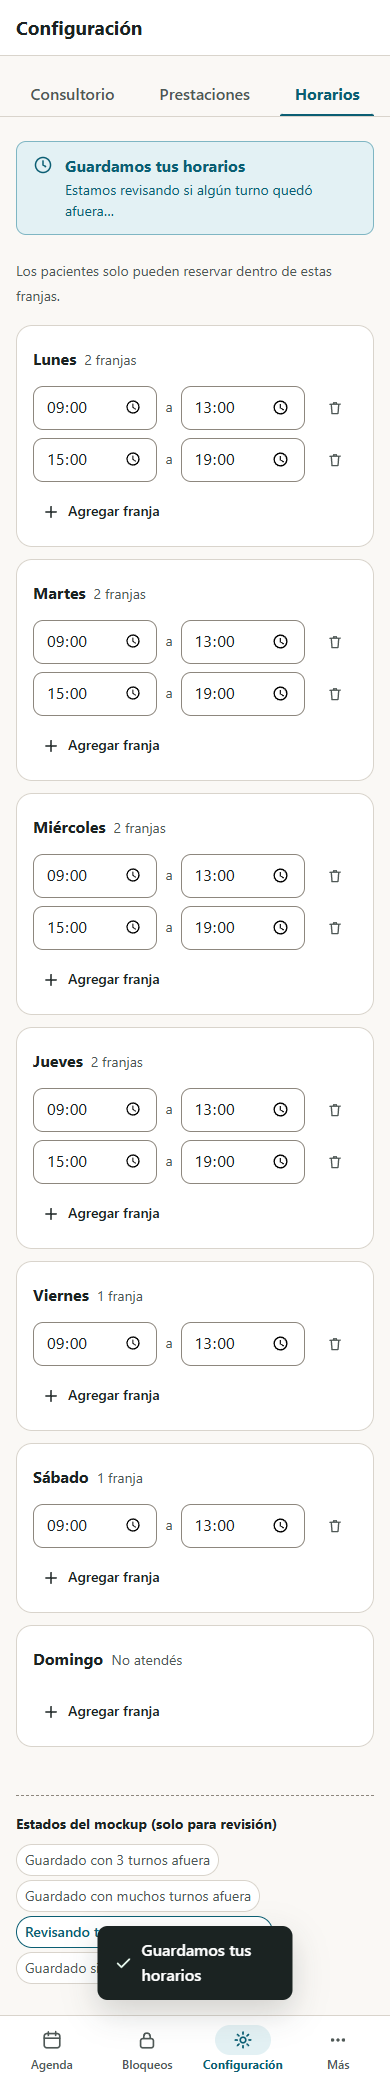 Configuración
Consultorio Prestaciones Horarios
Guardamos tus horarios
Estamos revisando si algún turno quedó
afuera...
Los pacientes solo pueden reservar dentro de estas
franjas.
Lunes 2 franjas
09:00 a 13:00
15:00 a 19:00
+ Agregar franja
Martes 2 franjas
09:00 a 13:00
15:00 a 19:00
+ Agregar franja
Miércoles 2 franjas
09:00 a 13:00
15:00 a 19:00
+ Agregar franja
Jueves 2 franjas
09:00 a 13:00
15:00 a 19:00
+ Agregar franja
Viernes 1 franja
09:00 a 13:00
+ Agregar franja
Sábado 1 franja
09:00 a 13:00
+ Agregar franja
Domingo No atendés
+ Agregar franja
Estados del mockup (solo para revisión)
Guardado con 3 turnos afuera
Guardado con muchos turnos afuera
Revisando
Guardado
Guardamos tus
horarios
Agenda Bloqueos Configuración Más